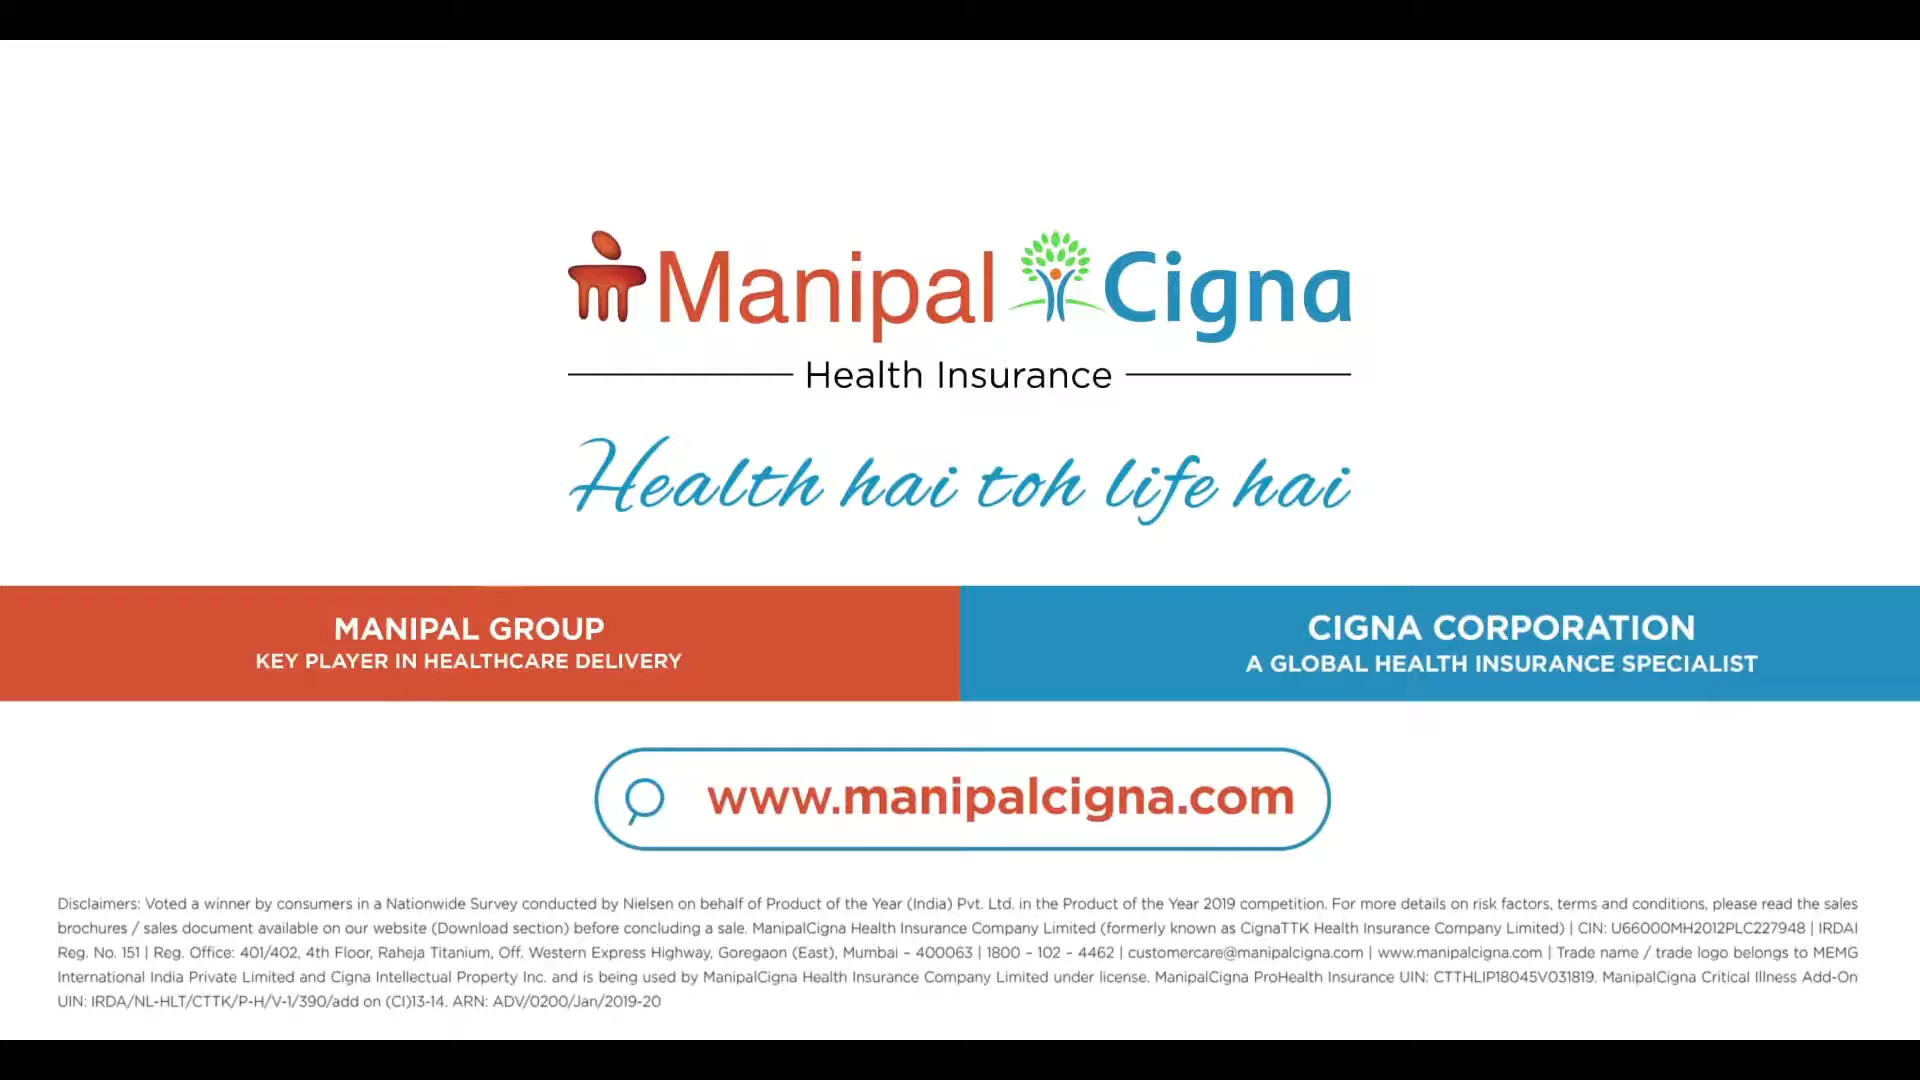 Manipal Cigna
Health Insurance
Health hai toh life hai
MANIPAL GROUP
KEY PLAYER IN HEALTHCARE DELIVERY
CIGNA CORPORATION
A GLOBAL HEALTH INSURANCE SPECIALIST
www.manipalcigna.com
Disclaimers: Voted a winner by consumers in a Nationwide Survey conducted by Nielsen on behalf of Product of the Year (India) Pvt. Ltd. in the Product of the Year 2019 competition. For more details on risk factors, terms and conditions, please read the sales
brochures / sales document available on our website (Download section) before concluding a sale. ManipalCigna Health Insurance Company Limited (formerly known as CignaTTK Health Insurance Company Limited) | CIN: U66000MH2012PLC227948 | IRDAI
Reg. No. 151 | Reg. Office: 401/402, 4th Floor, Raheja Titanium, Off. Western Express Highway, Goregaon (East), Mumbai – 400063 | 1800 – 102 – 4462 | customercare@manipalcigna.com | www.manipalcigna.com | Trade name / trade logo belongs to MEMG
International India Private Limited and Cigna Intellectual Property Inc. and is being used by ManipalCigna Health Insurance Company Limited under license. ManipalCigna ProHealth Insurance UIN: CTTHLIP18045V031819. ManipalCigna Critical Illness Add-On
UIN: IRDA/NL-HLT/CTTK/P-H/V-1/390/add on (CI)13-14. ARN: ADV/0200/Jan/2019-20